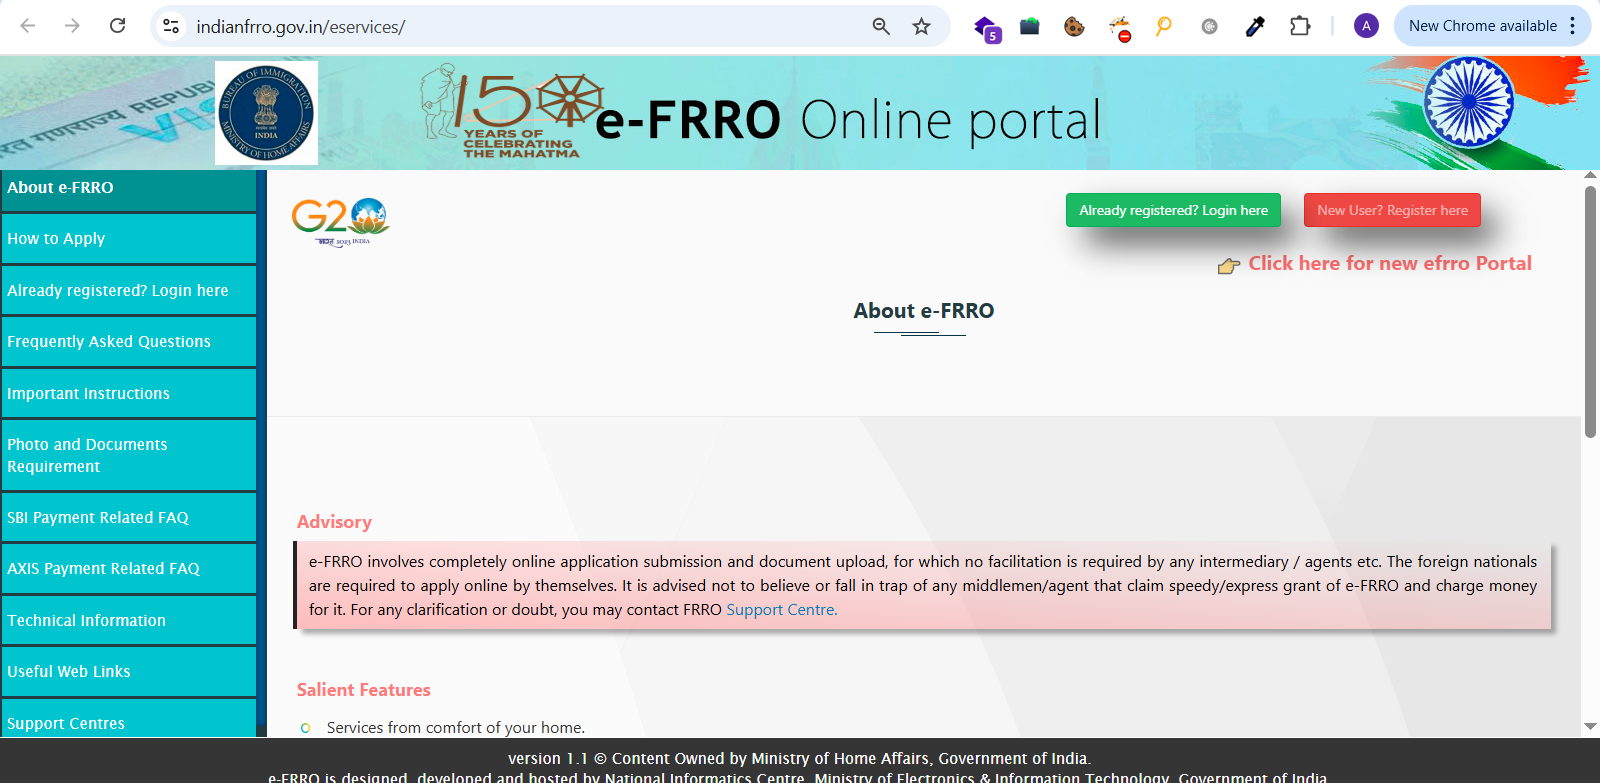 indianfrro.gov.in/eservices/
5
A
New Chrome available
REPUB
भारत गणराज्य
VIS
BUREAU OF IMMIGRATION
INDIA
MINISTRY OF HOME AFFAIRS
150
YEARS OF
CELEBRATING
THE MAHATMA
e-FRRO Online portal
About e-FRRO
How to Apply
Already registered? Login here
Frequently Asked Questions
Important Instructions
Photo and Documents
Requirement
SBI Payment Related FAQ
AXIS Payment Related FAQ
Technical Information
Useful Web Links
Support Centres
G20
भारत 2023 INDIA
Already registered? Login here
New User? Register here
Click here for new efrro Portal
About e-FRRO
Advisory
e-FRRO involves completely online application submission and document upload, for which no facilitation is required by any intermediary / agents etc. The foreign nationals
are required to apply online by themselves. It is advised not to believe or fall in trap of any middlemen/agent that claim speedy/express grant of e-FRRO and charge money
for it. For any clarification or doubt, you may contact FRRO Support Centre.
Salient Features
Services from comfort of your home.
version 1.1 © Content Owned by Ministry of Home Affairs, Government of India.
e-FRRO is designed, developed and hosted by National Informatics Centre, Ministry of Electronics & Information Technology, Government of India